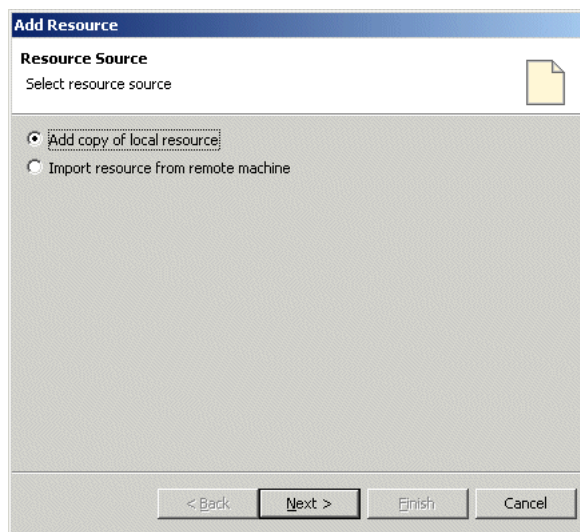 Add Resource
Resource Source
Select resource source
Add copy of local resource
Import resource from remote machine
< Back Next > Finish Cancel